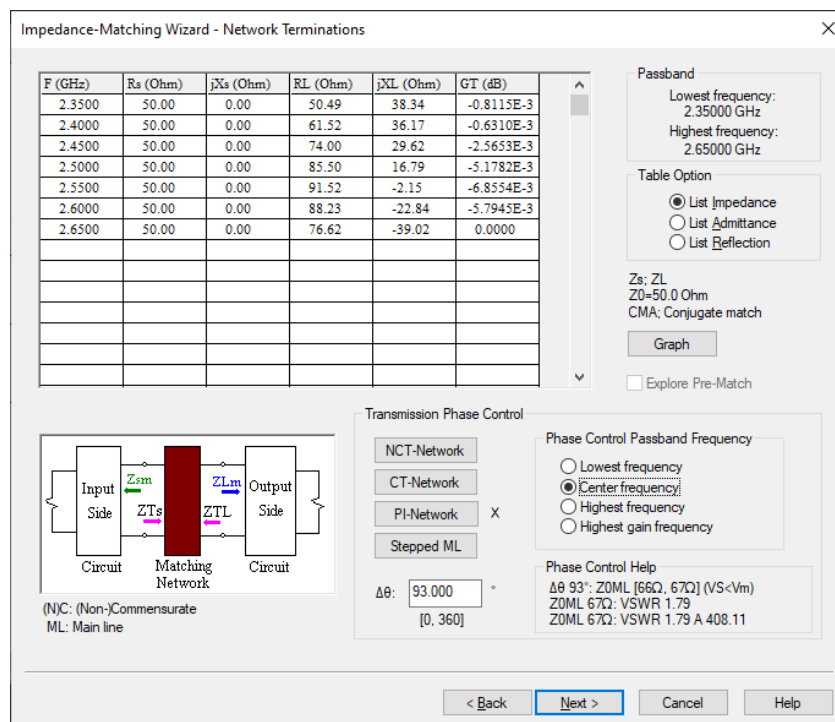 Impedance-Matching Wizard - Network Terminations
F (GHz) Rs (Ohm) jXs (Ohm) RL (Ohm) jXL (Ohm) GT (dB)
2.3500 50.00 0.00 50.49 38.34 -0.8115E-3
2.4000 50.00 0.00 61.52 36.17 -0.6310E-3
2.4500 50.00 0.00 74.00 29.62 -2.5653E-3
2.5000 50.00 0.00 85.50 16.79 -5.1782E-3
2.5500 50.00 0.00 91.52 -2.15 -6.8554E-3
2.6000 50.00 0.00 88.23 -22.84 -5.7945E-3
2.6500 50.00 0.00 76.62 -39.02 0.0000
Passband
Lowest frequency:
2.35000 GHz
Highest frequency:
2.65000 GHz
Table Option
List Impedance
List Admittance
List Reflection
Zs; ZL
Z0=50.0 Ohm
CMA; Conjugate match
Graph
Explore Pre-Match
Input
Side
Zsm
ZTs
ZLm
ZTL
Output
Side
Circuit
Matching
Network
Circuit
(N)C: (Non-)Commensurate
ML: Main line
Transmission Phase Control
NCT-Network
CT-Network
PI-Network X
Stepped ML
Δθ: 93.000 °
[0, 360]
Phase Control Passband Frequency
Lowest frequency
Center frequency
Highest frequency
Highest gain frequency
Phase Control Help
Δθ 93°: Z0ML [66Ω, 67Ω] (VS<Vm)
Z0ML 67Ω: VSWR 1.79
Z0ML 67Ω: VSWR 1.79 A 408.11
< Back
Next >
Cancel
Help